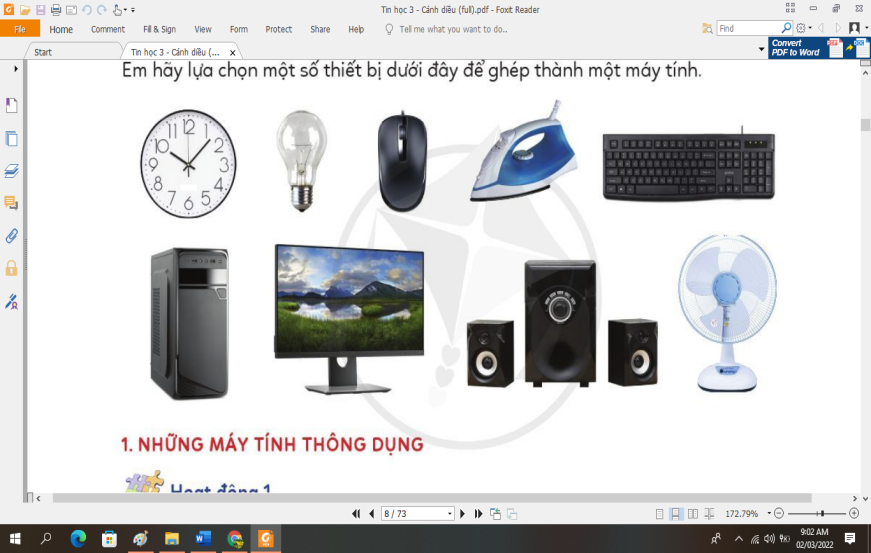 Tin học 3 - Cánh diều (full).pdf - Foxit Reader
File Home Comment Fill & Sign View Form Protect Share Help Tell me what you want to do.. Find
Start Tin học 3 - Cánh diều (... x
Convert
PDF to Word
Em hãy lựa chọn một số thiết bị dưới đây để ghép thành một máy tính.
1. NHỮNG MÁY TÍNH THÔNG DỤNG
Hoạt động 1
8 / 73 172.79%
9:02 AM
02/03/2022